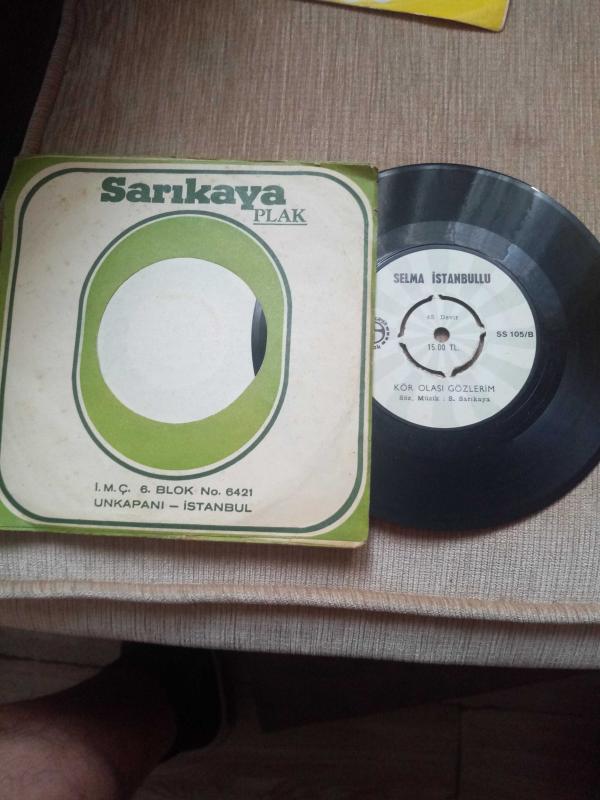 Sarıkaya
PLAK
İ.M.Ç. 6. BLOK No. 6421
UNKAPANI – İSTANBUL
SELMA İSTANBULLU
45 Devir
15.00 TL.
SS 105/B
KÖR OLASI GÖZLERİM
Söz, Müzik : S. Sarıkaya